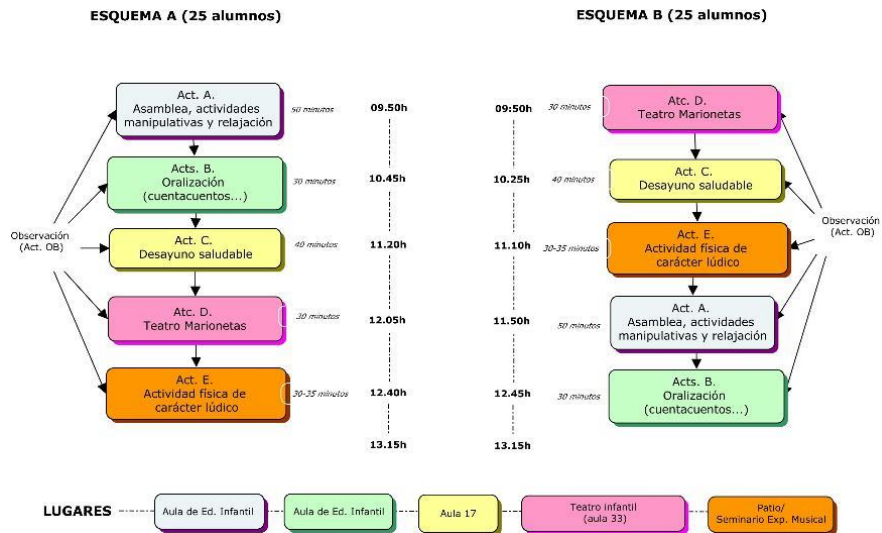 ESQUEMA A (25 alumnos)
Act. A.
Asamblea, actividades
manipulativas y relajación
50 minutos
09.50h
Acts. B.
Oralización
(cuentacuentos...)
30 minutos
10.45h
Observación
(Act. OB)
Act. C.
Desayuno saludable
40 minutos
11.20h
Atc. D.
Teatro Marionetas
30 minutos
12.05h
Act. E.
Actividad física de
carácter lúdico
30-35 minutos
12.40h
13.15h
ESQUEMA B (25 alumnos)
09:50h
30 minutos
Atc. D.
Teatro Marionetas
10.25h
40 minutos
Act. C.
Desayuno saludable
11.10h
30-35 minutos
Act. E.
Actividad física de
carácter lúdico
Observación
(Act. OB)
11.50h
50 minutos
Act. A.
Asamblea, actividades
manipulativas y relajación
12.45h
30 minutos
Acts. B.
Oralización
(cuentacuentos...)
13.15h
LUGARES
Aula de Ed. Infantil
Aula de Ed. Infantil
Aula 17
Teatro infantil
(aula 33)
Patio/
Seminario Exp. Musical